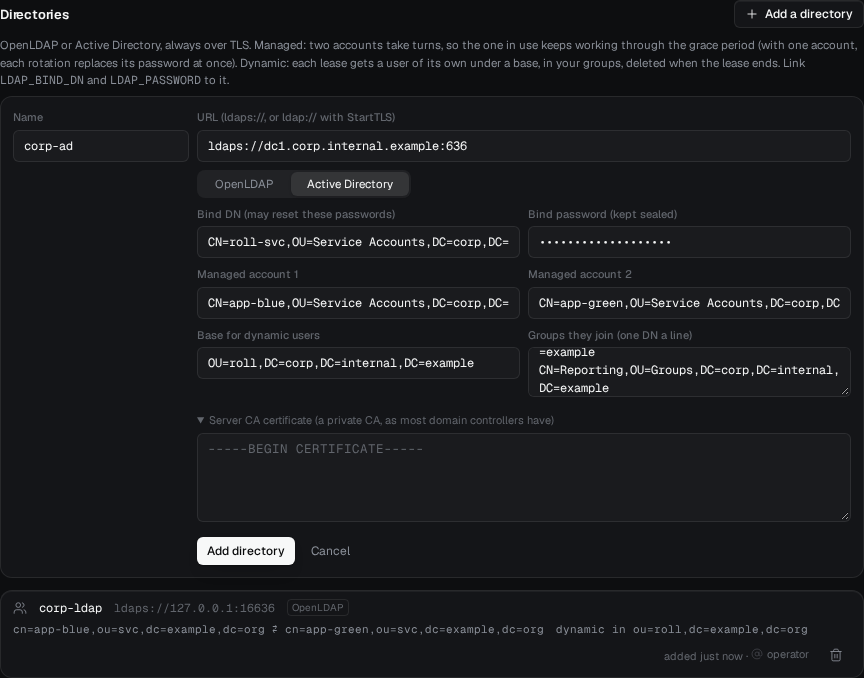 Directories
+ Add a directory
OpenLDAP or Active Directory, always over TLS. Managed: two accounts take turns, so the one in use keeps working through the grace period (with one account,
each rotation replaces its password at once). Dynamic: each lease gets a user of its own under a base, in your groups, deleted when the lease ends. Link
LDAP_BIND_DN and LDAP_PASSWORD to it.
Name
URL (ldaps://, or ldap:// with StartTLS)
corp-ad
ldaps://dc1.corp.internal.example:636
OpenLDAP
Active Directory
Bind DN (may reset these passwords)
Bind password (kept sealed)
CN=roll-svc,OU=Service Accounts,DC=corp,DC=
•••••••••••••••••••
Managed account 1
Managed account 2
CN=app-blue,OU=Service Accounts,DC=corp,DC=
CN=app-green,OU=Service Accounts,DC=corp,DC
Base for dynamic users
Groups they join (one DN a line)
OU=roll,DC=corp,DC=internal,DC=example
=example
CN=Reporting,OU=Groups,DC=corp,DC=internal,
DC=example
▼ Server CA certificate (a private CA, as most domain controllers have)
-----BEGIN CERTIFICATE-----
Add directory
Cancel
corp-ldap ldaps://127.0.0.1:16636 OpenLDAP
cn=app-blue,ou=svc,dc=example,dc=org ⇄ cn=app-green,ou=svc,dc=example,dc=org dynamic in ou=roll,dc=example,dc=org
added just now · @ operator